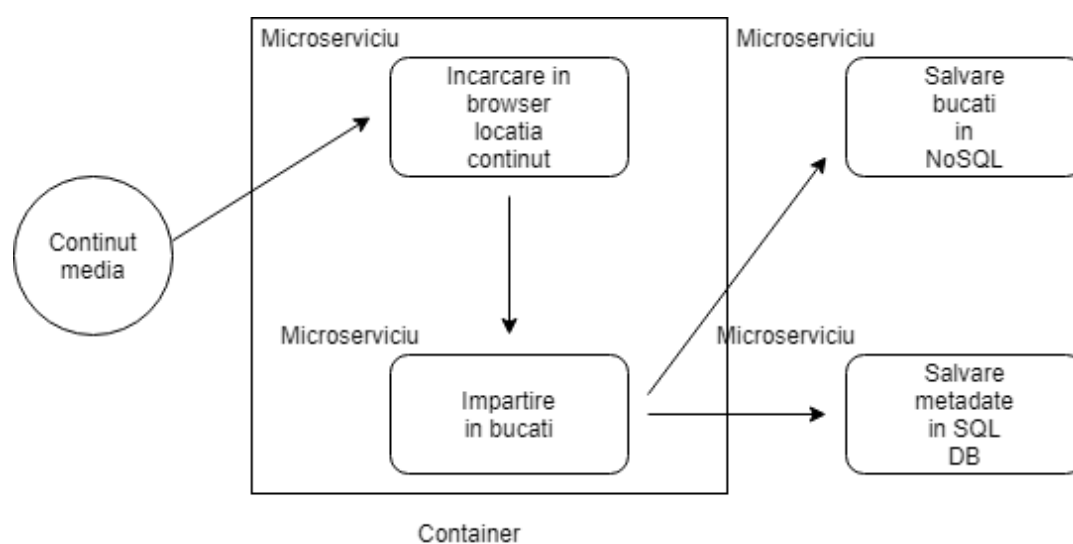 Microserviciu
Incarcare in
browser
locatia
continut
Microserviciu
Salvare
bucati
in
NoSQL
Continut
media
Microserviciu
Impartire
in bucati
Microserviciu
Salvare
metadate
in SQL
DB
Container